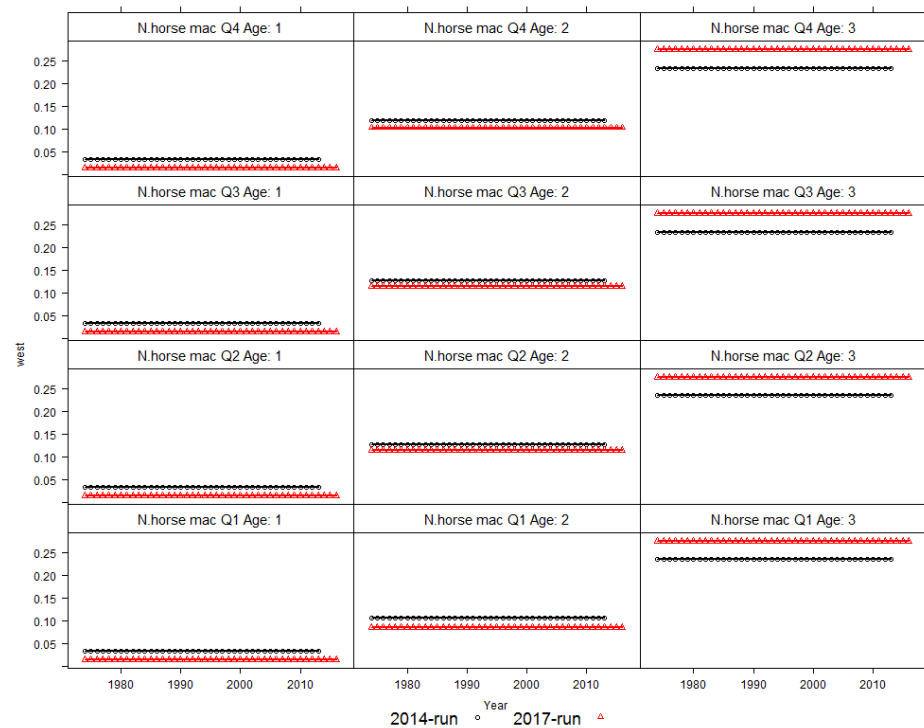 N.horse mac Q4 Age: 1 N.horse mac Q4 Age: 2 N.horse mac Q4 Age: 3
0.25
0.20
0.15
0.10
0.05
N.horse mac Q3 Age: 1 N.horse mac Q3 Age: 2 N.horse mac Q3 Age: 3
0.25
0.20
0.15
0.10
0.05
west
N.horse mac Q2 Age: 1 N.horse mac Q2 Age: 2 N.horse mac Q2 Age: 3
0.25
0.20
0.15
0.10
0.05
N.horse mac Q1 Age: 1 N.horse mac Q1 Age: 2 N.horse mac Q1 Age: 3
0.25
0.20
0.15
0.10
0.05
1980 1990 2000 2010 1980 1990 2000 2010 1980 1990 2000 2010
Year
2014-run 2017-run